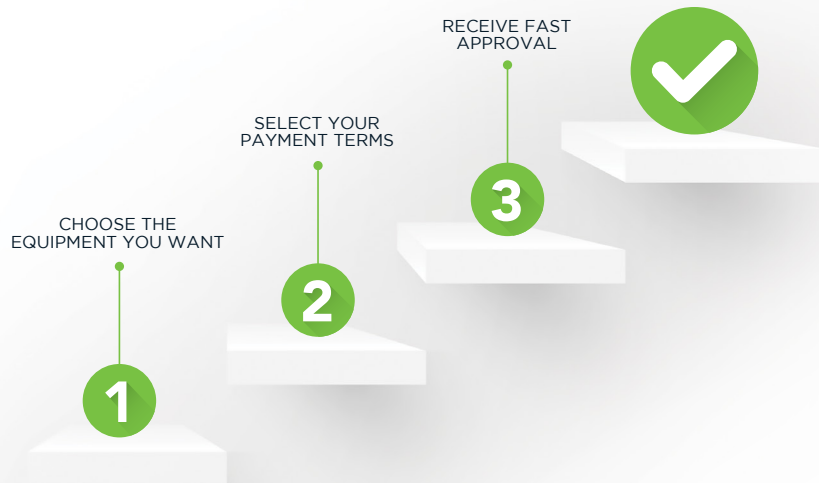 CHOOSE THE
EQUIPMENT YOU WANT
1
SELECT YOUR
PAYMENT TERMS
2
RECEIVE FAST
APPROVAL
3